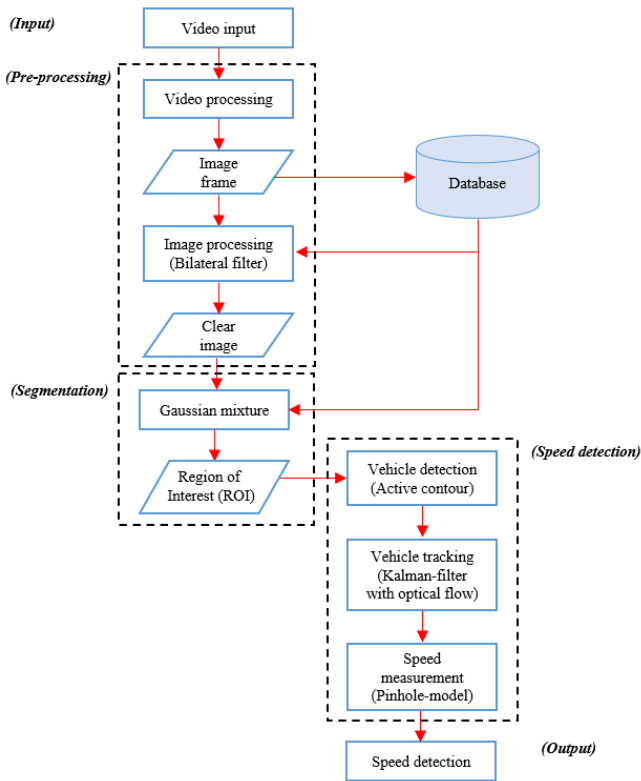 (Input)
Video input
(Pre-processing)
Video processing
Image
frame
Database
Image processing
(Bilateral filter)
Clear
image
(Segmentation)
Gaussian mixture
Region of
Interest (ROI)
(Speed detection)
Vehicle detection
(Active contour)
Vehicle tracking
(Kalman-filter
with optical flow)
Speed
measurement
(Pinhole-model)
(Output)
Speed detection